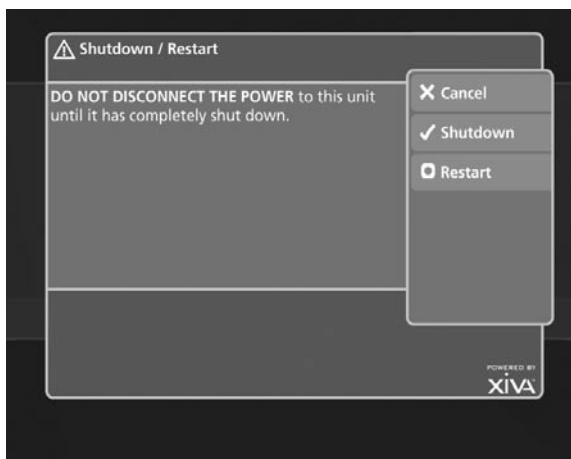 Shutdown / Restart
DO NOT DISCONNECT THE POWER to this unit
until it has completely shut down.
Cancel
Shutdown
Restart
POWERED BY
XiVA